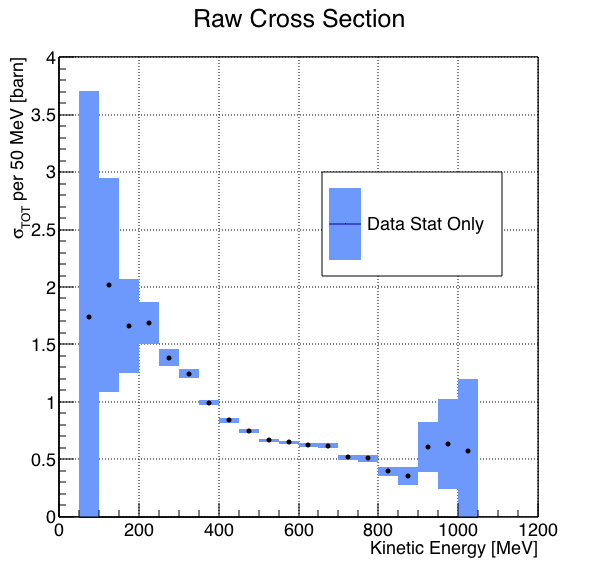 Raw Cross Section
σTOT per 50 MeV [barn]
4
3.5
3
2.5
2
1.5
1
0.5
0
Data Stat Only
0 200 400 600 800 1000 1200
Kinetic Energy [MeV]